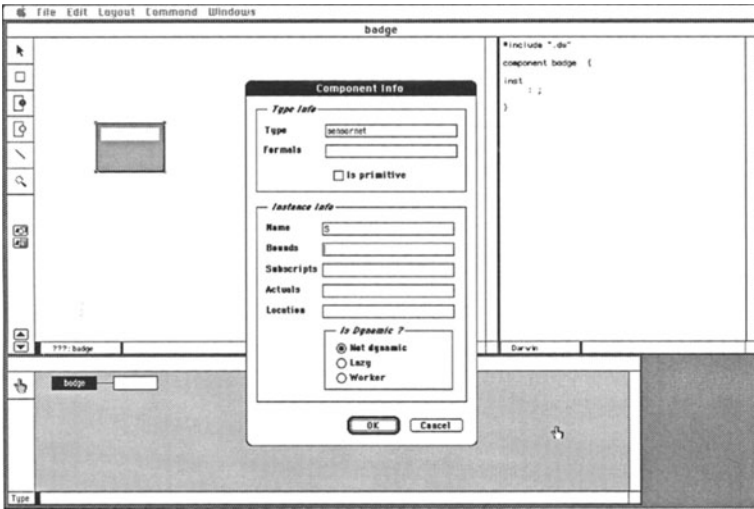 File Edit Layout Command Windows
badge
#include ".dw"
component badge {
inst
: ;
}
Component Info
Type Info
Type sensornet
Formals
Is primitive
Instance Info
Name S
Bounds
Subscripts
Actuals
Location
Is Dynamic ?
Not dynamic
Lazy
Worker
OK Cancel
???: badge
Darwin
badge
Type